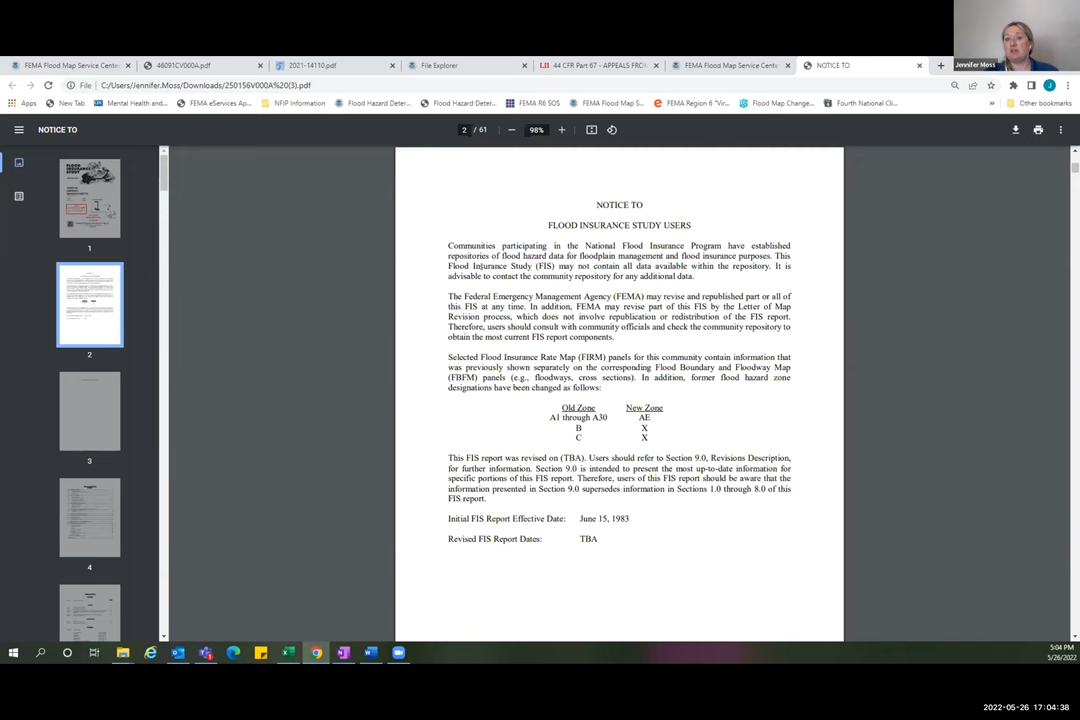 Jennifer Moss
FEMA Flood Map Service Cente
46091CV000A.pdf
2021-14110.pdf
File Explorer
44 CFR Part 67 - APPEALS FRO
FEMA Flood Map Service Cente
NOTICE TO
File
C:/Users/Jennifer.Moss/Downloads/250156V000A%20(3).pdf
Apps
New Tab
Mental Health and...
FEMA eServices Ap...
NFIP Information
Flood Hazard Deter...
Flood Hazard Deter...
FEMA R6 SOS
FEMA Flood Map S...
FEMA Region 6 "Vir...
Flood Map Change...
Fourth National Cli...
Other bookmarks
NOTICE TO
2 / 61
98%
1
2
3
4
NOTICE TO
FLOOD INSURANCE STUDY USERS
Communities participating in the National Flood Insurance Program have established
repositories of flood hazard data for floodplain management and flood insurance purposes. This
Flood Insurance Study (FIS) may not contain all data available within the repository. It is
advisable to contact the community repository for any additional data.
The Federal Emergency Management Agency (FEMA) may revise and republished part or all of
this FIS at any time. In addition, FEMA may revise part of this FIS by the Letter of Map
Revision process, which does not involve republication or redistribution of the FIS report.
Therefore, users should consult with community officials and check the community repository to
obtain the most current FIS report components.
Selected Flood Insurance Rate Map (FIRM) panels for this community contain information that
was previously shown separately on the corresponding Flood Boundary and Floodway Map
(FBFM) panels (e.g., floodways, cross sections). In addition, former flood hazard zone
designations have been changed as follows:
Old Zone New Zone
A1 through A30 AE
B X
C X
This FIS report was revised on (TBA). Users should refer to Section 9.0, Revisions Description,
for further information. Section 9.0 is intended to present the most up-to-date information for
specific portions of this FIS report. Therefore, users of this FIS report should be aware that the
information presented in Section 9.0 supersedes information in Sections 1.0 through 8.0 of this
FIS report.
Initial FIS Report Effective Date: June 15, 1983
Revised FIS Report Dates: TBA
5:04 PM
5/26/2022
2022-05-26 17:04:38